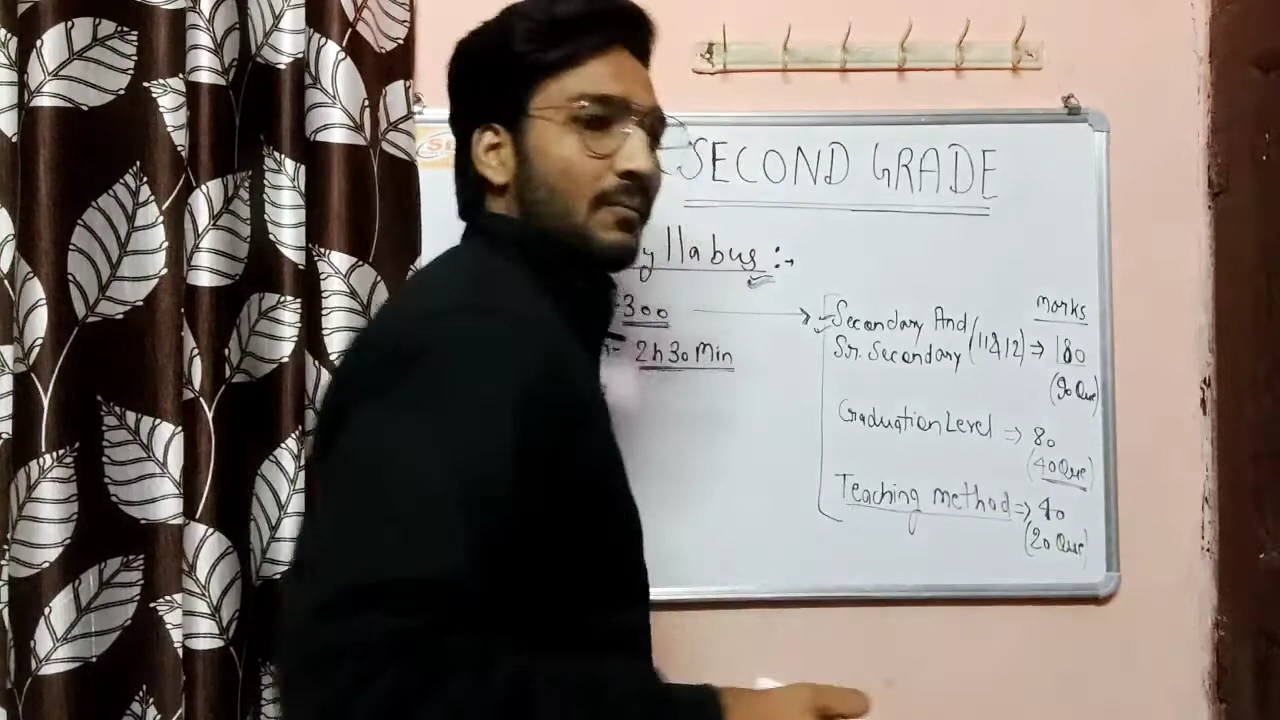 SECOND GRADE
yllabus :→
300
2h 30 Min
marks
Secondary And
Sr. Secondary (11&12) ⇒ 180
(90 Que)
Graduation Level ⇒ 80
(40 Que)
Teaching method ⇒ 40
(20 Que)